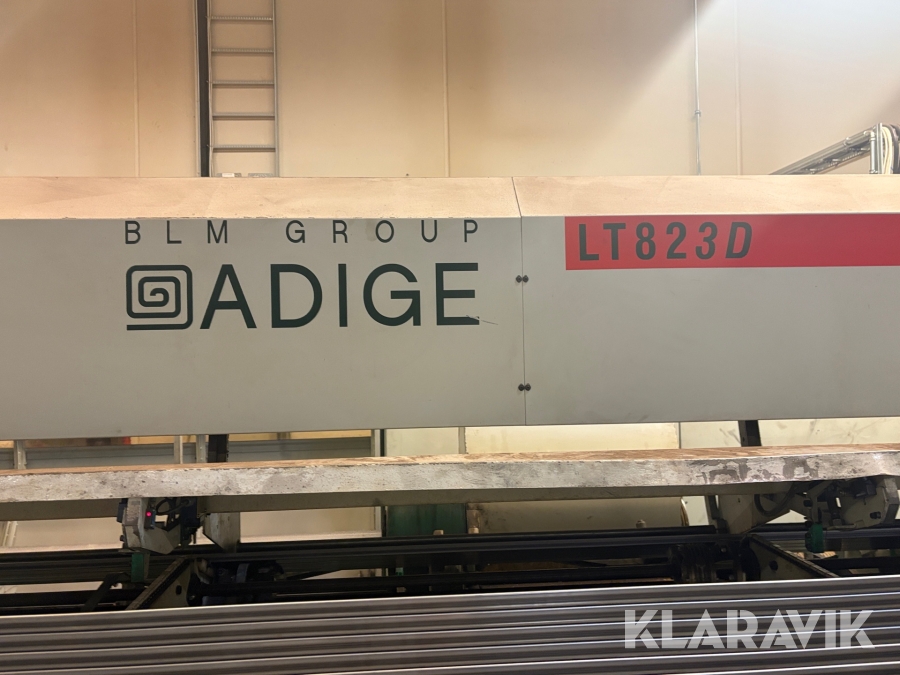 BLM GROUP
ADIGE
LT823D
KLARAVIK